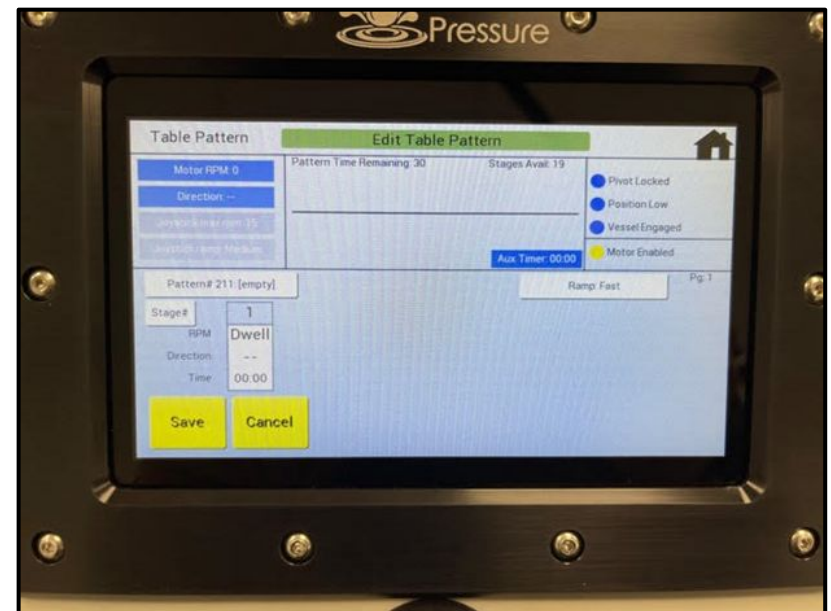 Pressure
Table Pattern
Edit Table Pattern
Motor RPM: 0
Direction: --
Pattern Time Remaining: 30
Stages Avail: 19
Aux Timer: 00:00
Pivot Locked
Position Low
Vessel Engaged
Motor Enabled
Pattern# 211: [empty]
Ramp: Fast
Pg: 1
Stage# 1
RPM Dwell
Direction: --
Time 00:00
Save
Cancel